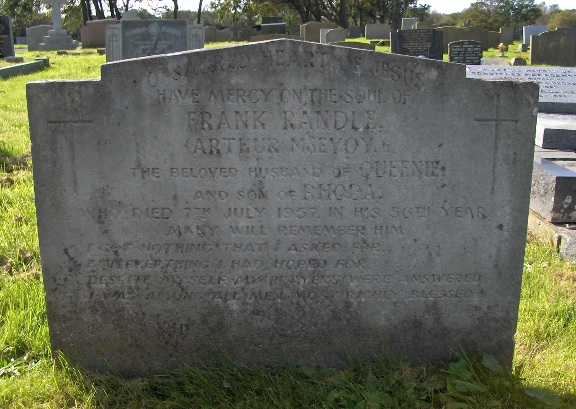 O SACRED HEART OF JESUS
HAVE MERCY ON THE SOUL OF
FRANK RANDLE,
(ARTHUR McEVOY).
THE BELOVED HUSBAND OF QUEENIE,
AND SON OF RHODA,
WHO DIED 7TH JULY 1957, IN HIS 56TH YEAR
MANY WILL REMEMBER HIM
I GOT NOTHING THAT I ASKED FOR
BUT EVERYTHING I HAD HOPED FOR
DESPITE MYSELF MY PRAYERS WERE ANSWERED
I WAS AMONG ALL MEN MOST RICHLY BLESSED